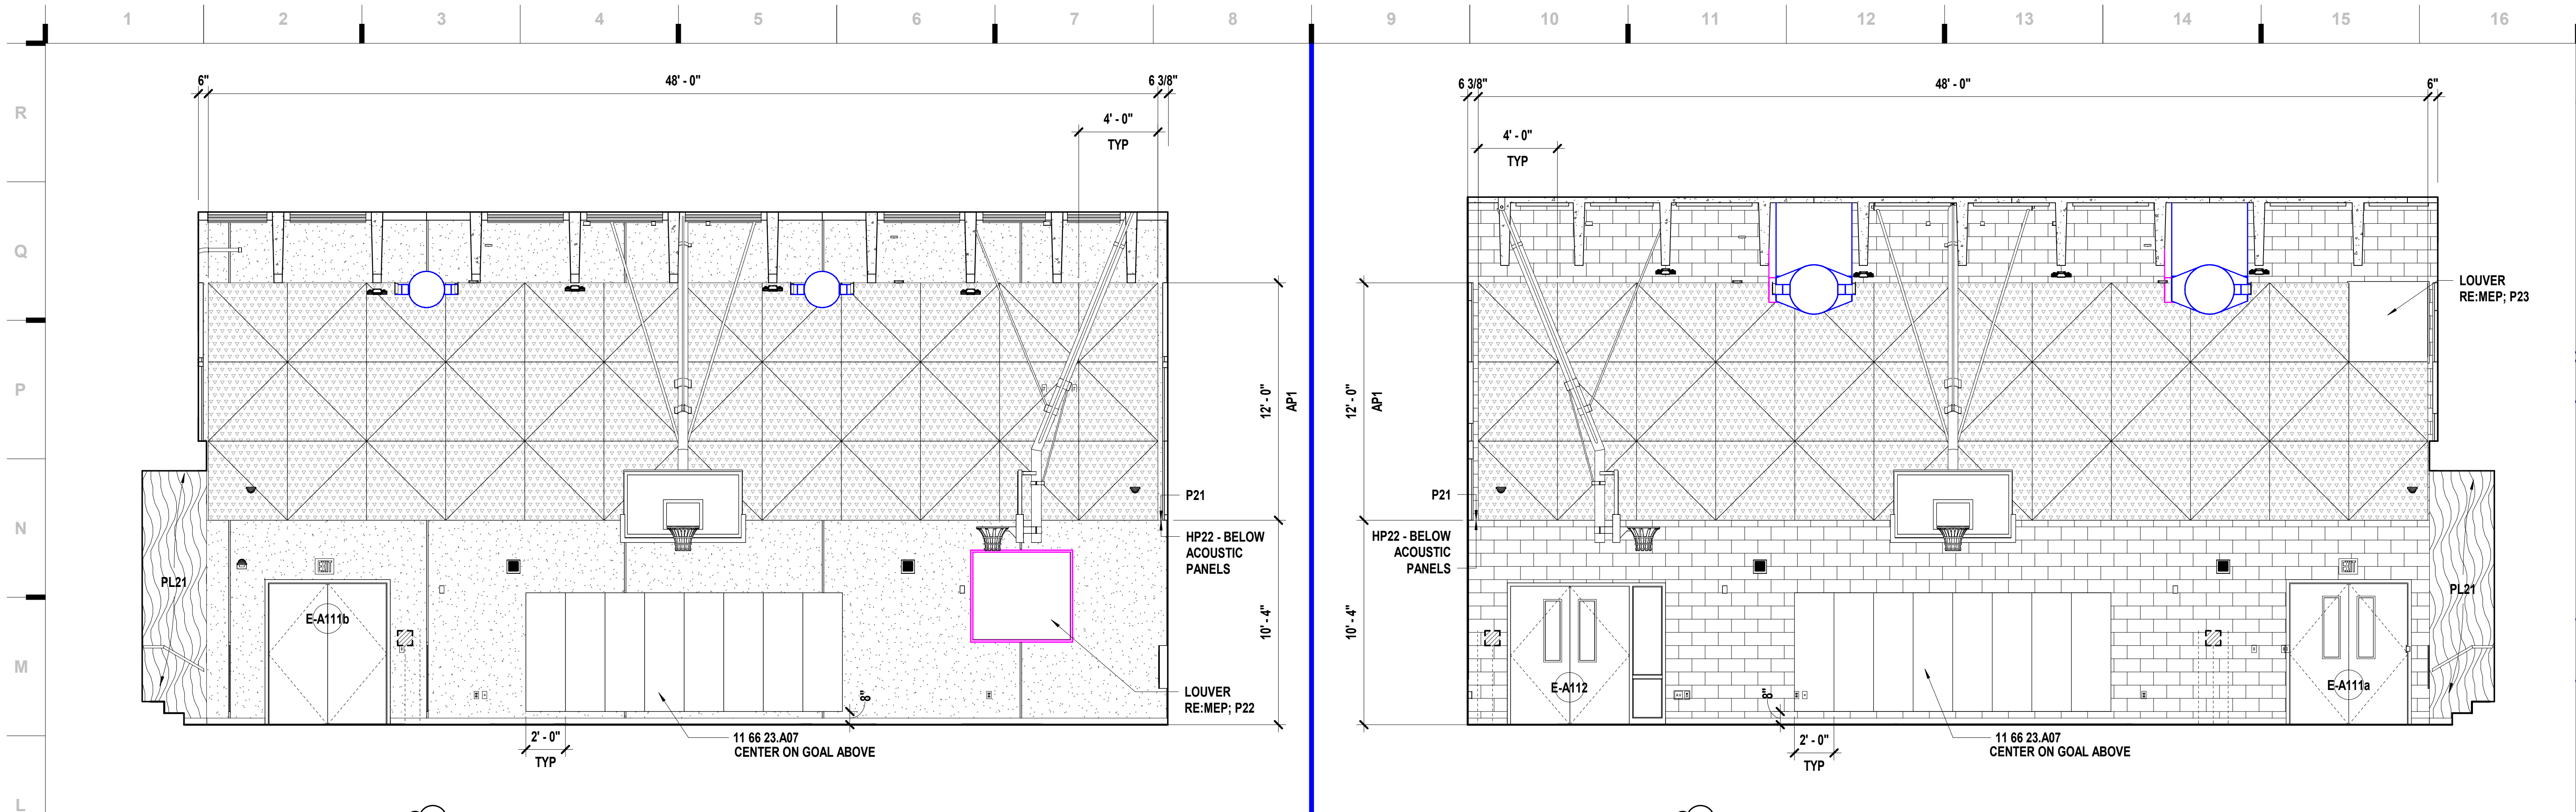 1 2 3 4 5 6 7 8 9 10 11 12 13 14 15 16
R
Q
P
N
M
L
6"
48' - 0"
6 3/8"
4' - 0"
TYP
12' - 0"
AP1
P21
HP22 - BELOW
ACOUSTIC
PANELS
10' - 4"
PL21
EXIT
E-A111b
LOUVER
RE:MEP; P22
8"
2' - 0"
TYP
11 66 23.A07
CENTER ON GOAL ABOVE
6 3/8"
48' - 0"
6"
4' - 0"
TYP
LOUVER
RE:MEP; P23
12' - 0"
AP1
P21
HP22 - BELOW
ACOUSTIC
PANELS
10' - 4"
EXIT
PL21
E-A112
E-A111a
8"
2' - 0"
TYP
11 66 23.A07
CENTER ON GOAL ABOVE